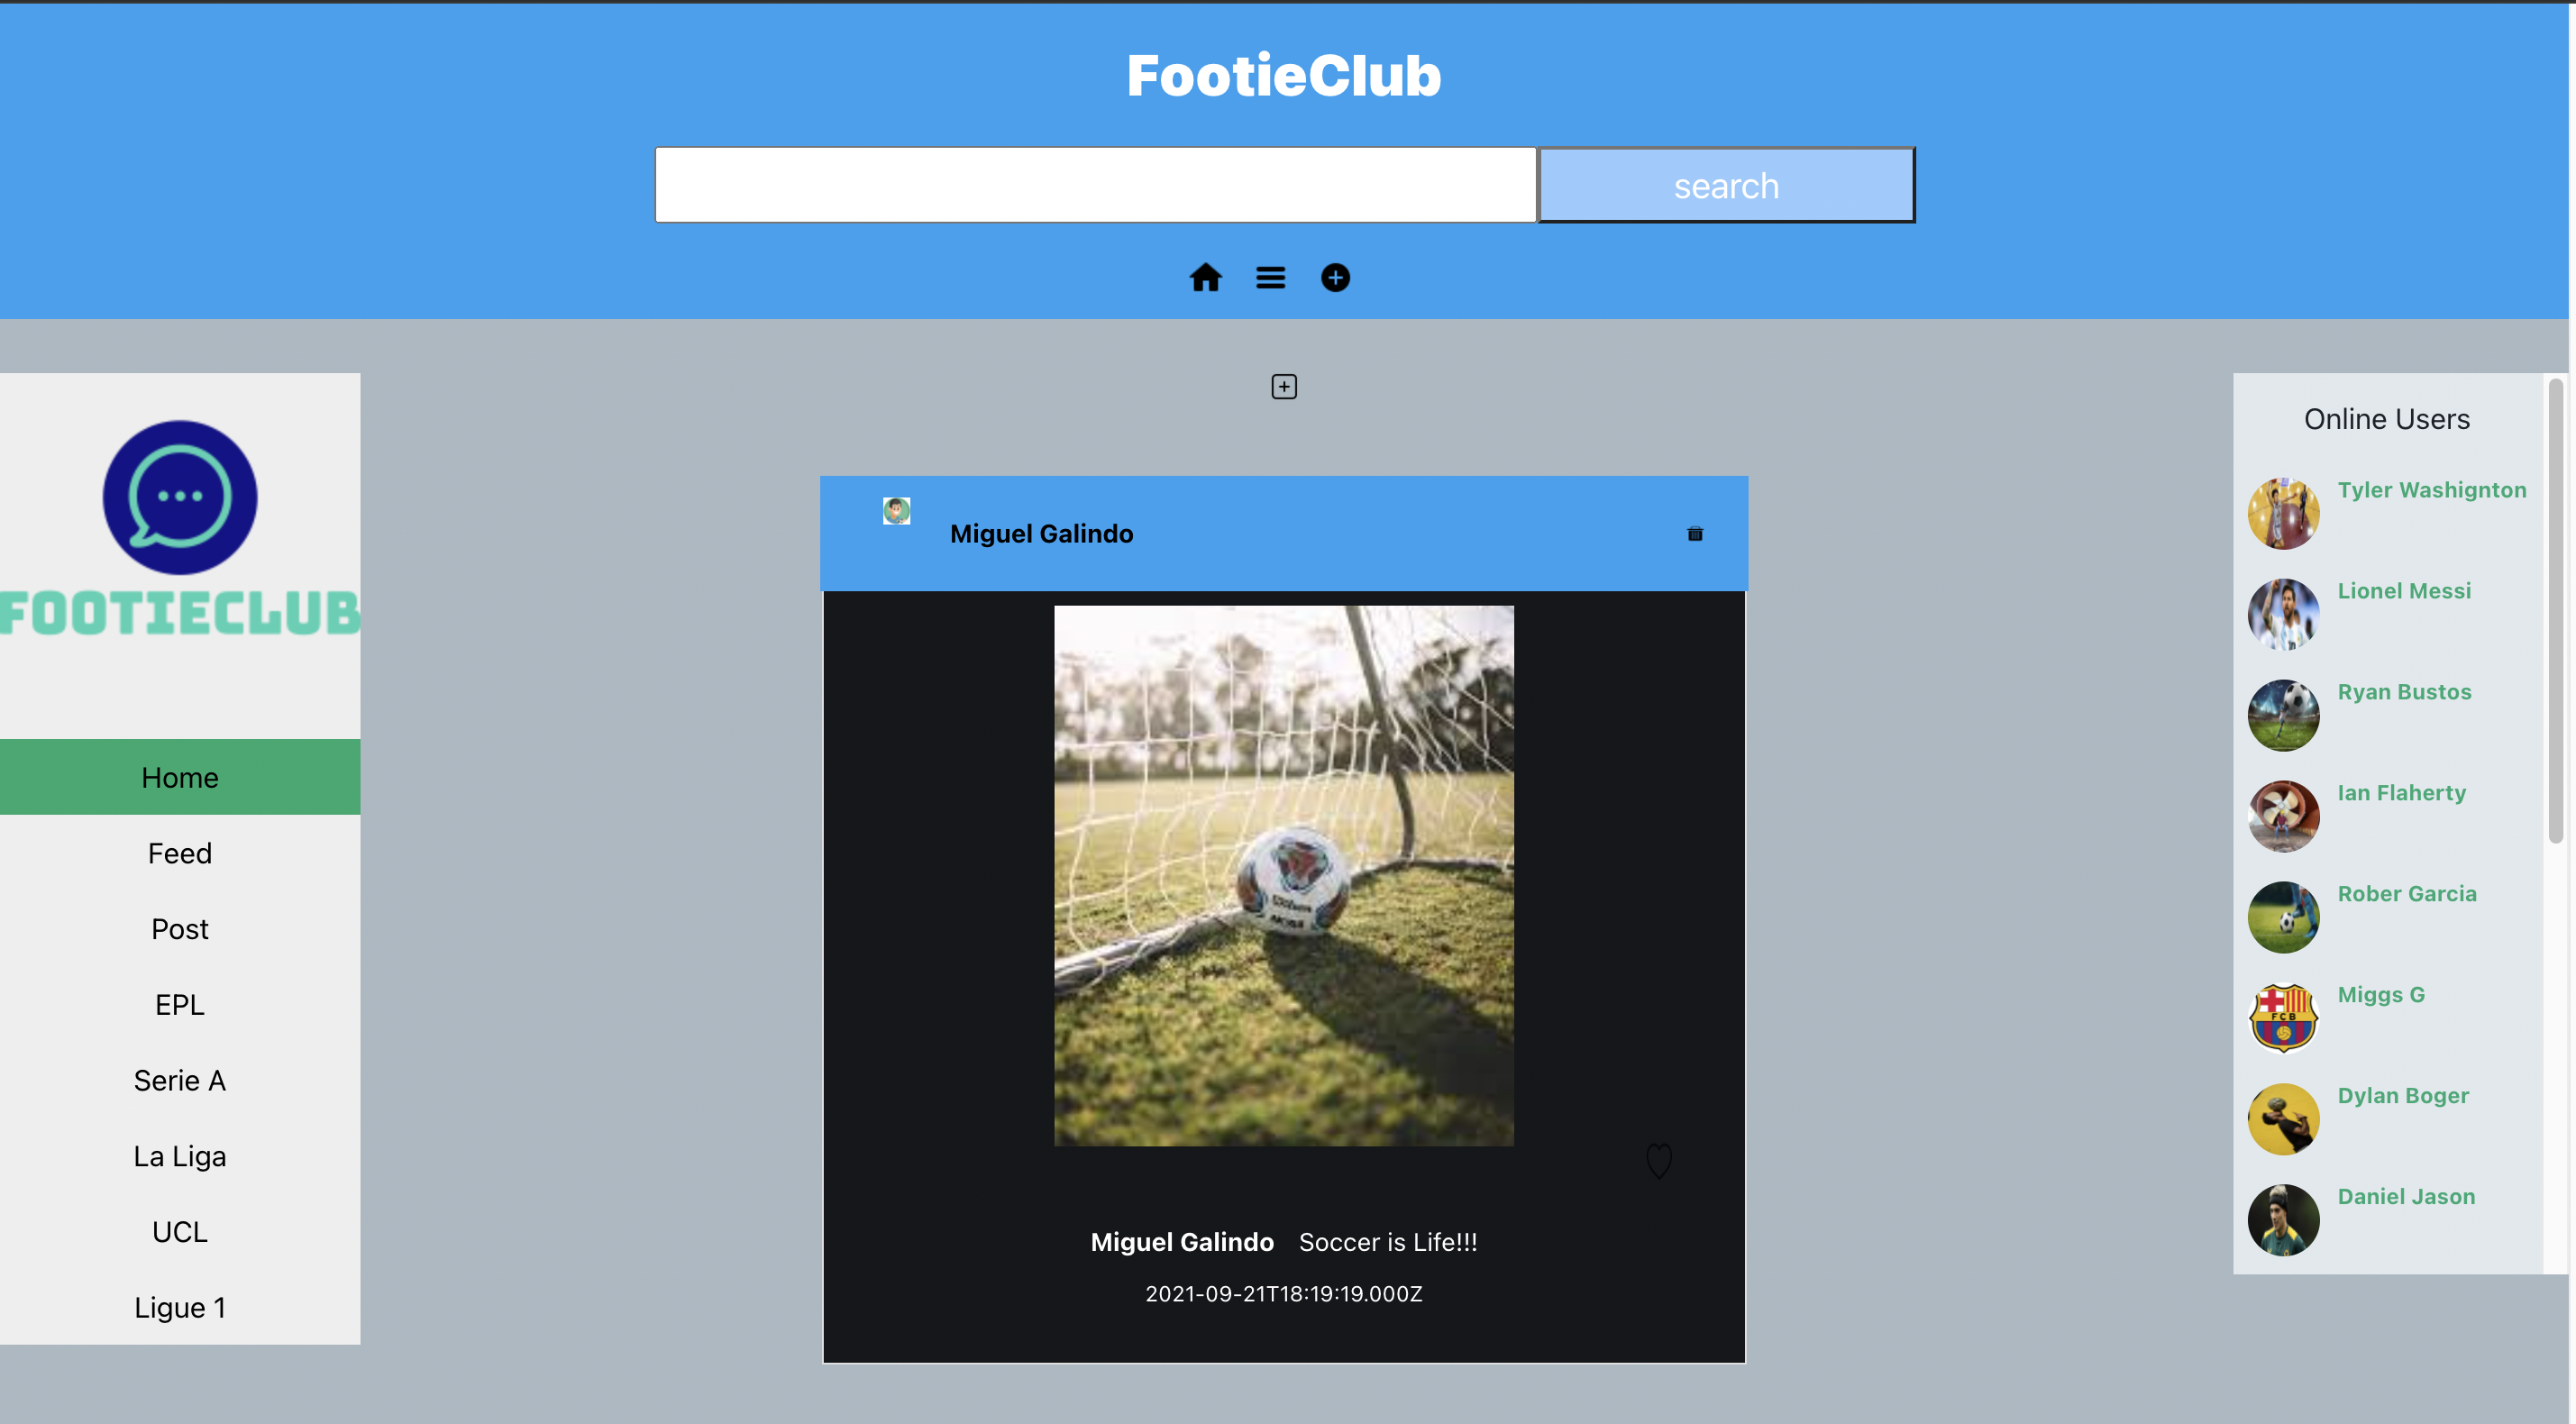 FootieClub
search
FOOTIECLUB
Home
Feed
Post
EPL
Serie A
La Liga
UCL
Ligue 1
Miguel Galindo
Wilson
Miguel Galindo Soccer is Life!!!
2021-09-21T18:19:19.000Z
Online Users
Tyler Washignton
Lionel Messi
Ryan Bustos
Ian Flaherty
Rober Garcia
Miggs G
FCB
Dylan Boger
Daniel Jason